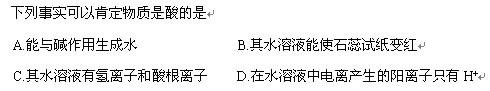 下列事实可以肯定物质是酸的是↵
A.能与碱作用生成水 B.其水溶液能使石蕊试纸变红↵
C.其水溶液有氢离子和酸根离子 D.在水溶液中电离产生的阳离子只有 H⁺↵